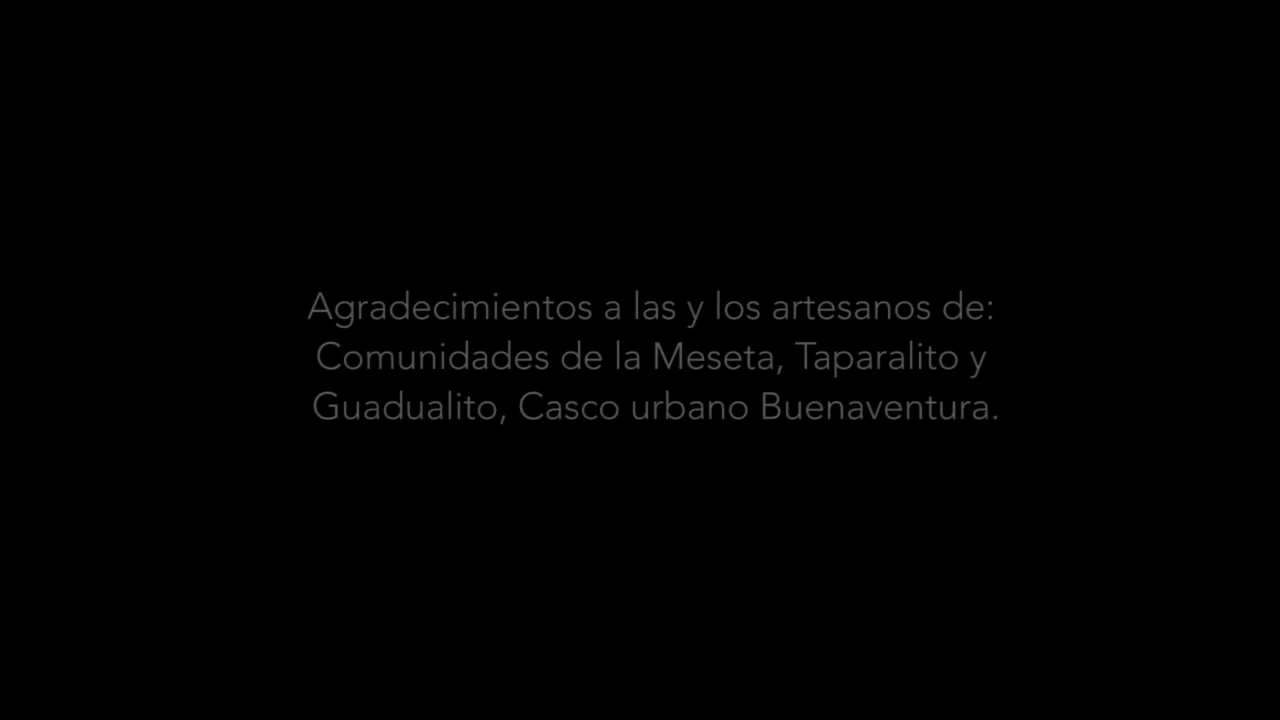 Agradecimientos a las y los artesanos de:
Comunidades de la Meseta, Taparalito y
Guadualito, Casco urbano Buenaventura.